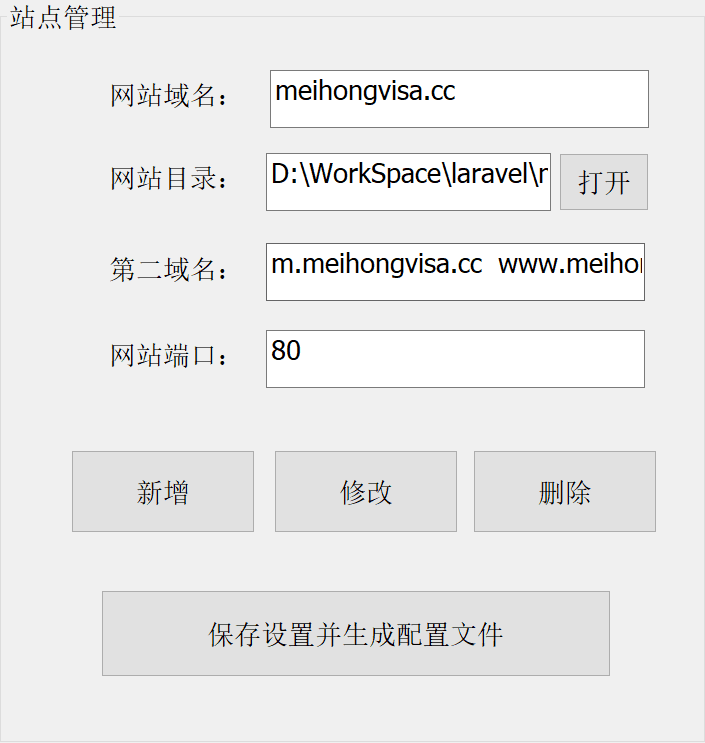 站点管理
网站域名： meihongvisa.cc
网站目录： D:\WorkSpace\laravel\ 打开
第二域名： m.meihongvisa.cc www.meiho
网站端口： 80
新增 修改 删除
保存设置并生成配置文件